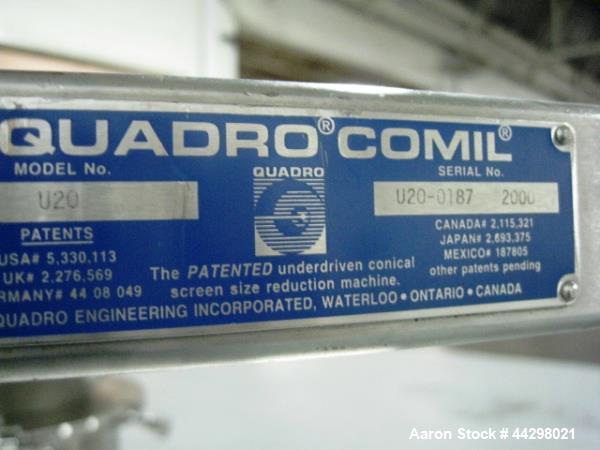 QUADRO® COMIL®
MODEL No.
U20
QUADRO
SERIAL No.
U20-0187 2000
PATENTS
USA# 5,330,113
UK# 2,276,569
ERMANY# 44 08 049
The PATENTED underdriven conical
screen size reduction machine.
CANADA# 2,115,321
JAPAN# 2,693,375
MEXICO# 187805
other patents pending
QUADRO ENGINEERING INCORPORATED, WATERLOO • ONTARIO • CANADA
Aaron Stock # 44298021